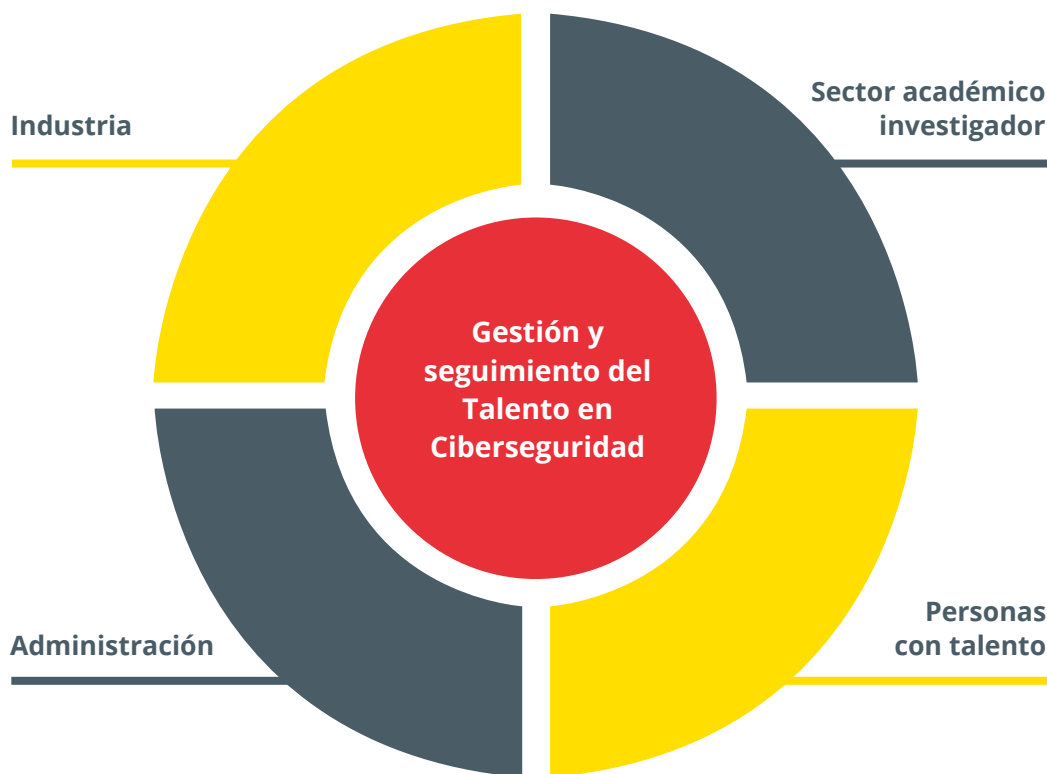 Industria
Sector académico
investigador
Gestión y
seguimiento del
Talento en
Ciberseguridad
Administración
Personas
con talento